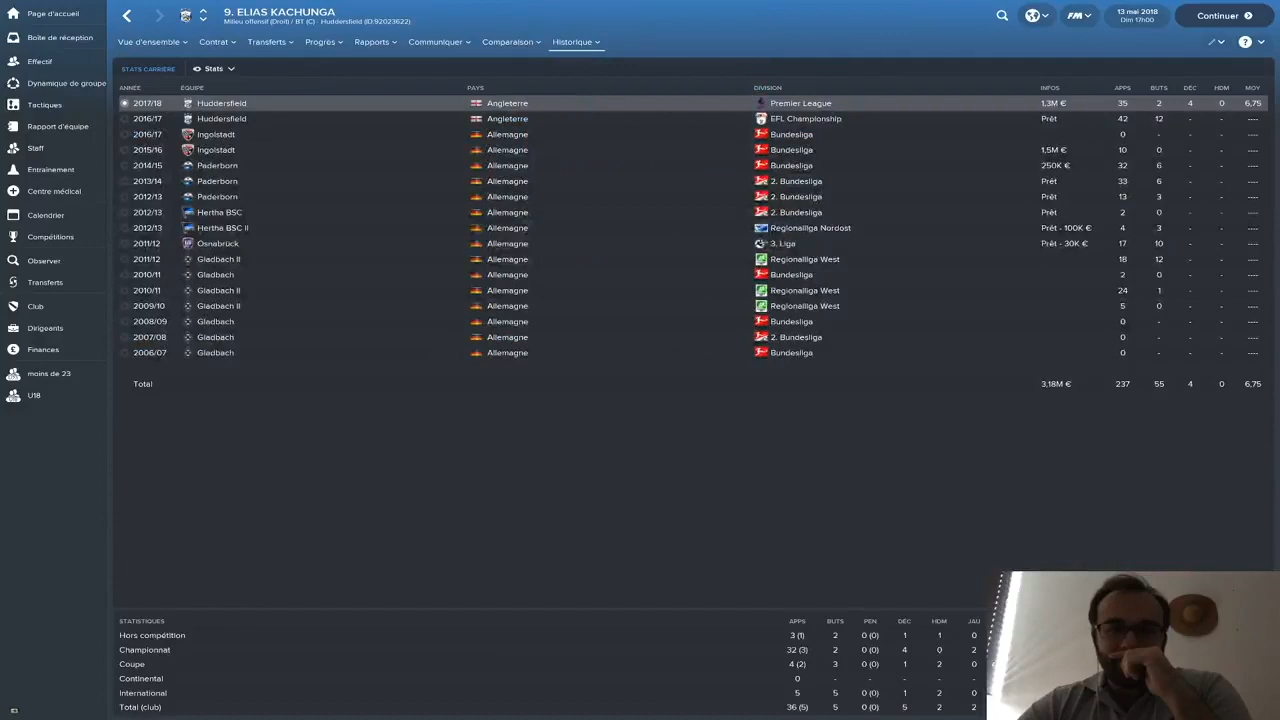 Page d'accueil
Boîte de réception
Effectif
Dynamique de groupe
Tactiques
Rapport d'équipe
Staff
Entraînement
Centre médical
Calendrier
Compétitions
Observer
Transferts
Club
Dirigeants
Finances
moins de 23
U18
9. ELIAS KACHUNGA
Milieu offensif (Droit) / BT (C) - Huddersfield (ID:92023622)
FM
13 mai 2018
Dim 17h00
Continuer
Vue d'ensemble Contrat Transferts Progrès Rapports Communiquer Comparaison Historique
STATS CARRIÈRE Stats
ANNÉE ÉQUIPE PAYS DIVISION INFOS APPS BUTS DÉC HDM MOY
2017/18 Huddersfield Angleterre Premier League 1,3M € 35 2 4 0 6,75
2016/17 Huddersfield Angleterre EFL Championship Prêt 42 12 - - ----
2016/17 Ingolstadt Allemagne Bundesliga 0 - - - ----
2015/16 Ingolstadt Allemagne Bundesliga 1,5M € 10 0 - - ----
2014/15 Paderborn Allemagne Bundesliga 250K € 32 6 - - ----
2013/14 Paderborn Allemagne 2. Bundesliga Prêt 33 6 - - ----
2012/13 Paderborn Allemagne 2. Bundesliga Prêt 13 3 - - ----
2012/13 Hertha BSC Allemagne 2. Bundesliga Prêt 2 0 - - ----
2012/13 Hertha BSC II Allemagne Regionalliga Nordost Prêt - 100K € 4 3 - - ----
2011/12 Osnabrück Allemagne 3. Liga Prêt - 30K € 17 10 - - ----
2011/12 Gladbach II Allemagne Regionalliga West 18 12 - - ----
2010/11 Gladbach Allemagne Bundesliga 2 0 - - ----
2010/11 Gladbach II Allemagne Regionalliga West 24 1 - - ----
2009/10 Gladbach II Allemagne Regionalliga West 5 0 - - ----
2008/09 Gladbach Allemagne Bundesliga 0 - - - ----
2007/08 Gladbach Allemagne 2. Bundesliga 0 - - - ----
2006/07 Gladbach Allemagne Bundesliga 0 - - - ----
Total 3,18M € 237 55 4 0 6,75
STATISTIQUES APPS BUTS PEN DÉC HDM JAU
Hors compétition 3 (1) 2 0 (0) 1 1 0
Championnat 32 (3) 2 0 (0) 4 0 2
Coupe 4 (2) 3 0 (0) 1 2 0
Continental 0 - - - - -
International 5 5 0 (0) 1 2 0
Total (club) 36 (5) 5 0 (0) 5 2 2